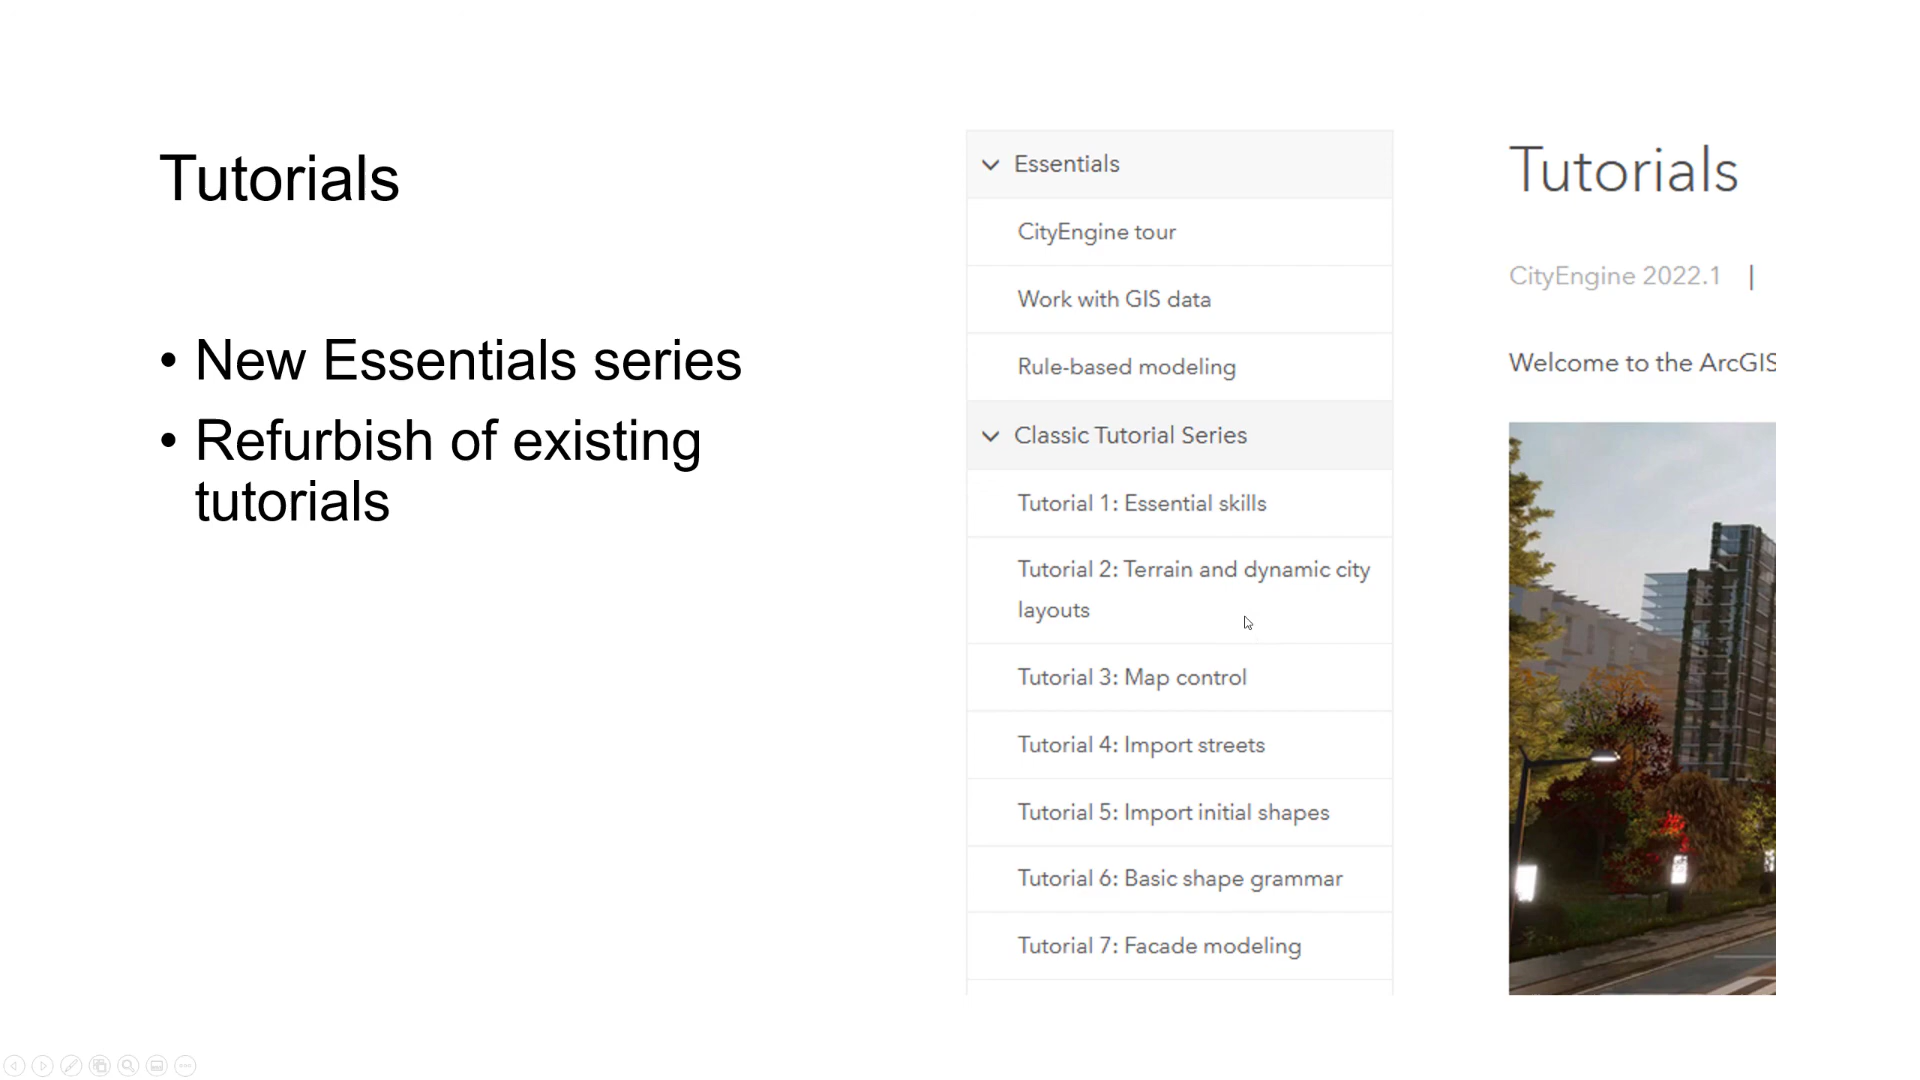 Tutorials
• New Essentials series
• Refurbish of existing
tutorials
Essentials
CityEngine tour
Work with GIS data
Rule-based modeling
Classic Tutorial Series
Tutorial 1: Essential skills
Tutorial 2: Terrain and dynamic city
layouts
Tutorial 3: Map control
Tutorial 4: Import streets
Tutorial 5: Import initial shapes
Tutorial 6: Basic shape grammar
Tutorial 7: Facade modeling
Tutorials
CityEngine 2022.1 |
Welcome to the ArcGIS